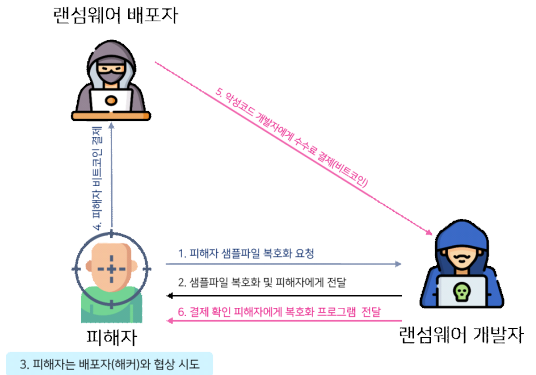 랜섬웨어 배포자
5. 악성코드 개발자에게 수수료 결제(비트코인)
4. 피해자 비트코인 결제
1. 피해자 샘플파일 복호화 요청
2. 샘플파일 복호화 및 피해자에게 전달
6. 결제 확인 피해자에게 복호화 프로그램 전달
피해자
랜섬웨어 개발자
3. 피해자는 배포자(해커)와 협상 시도